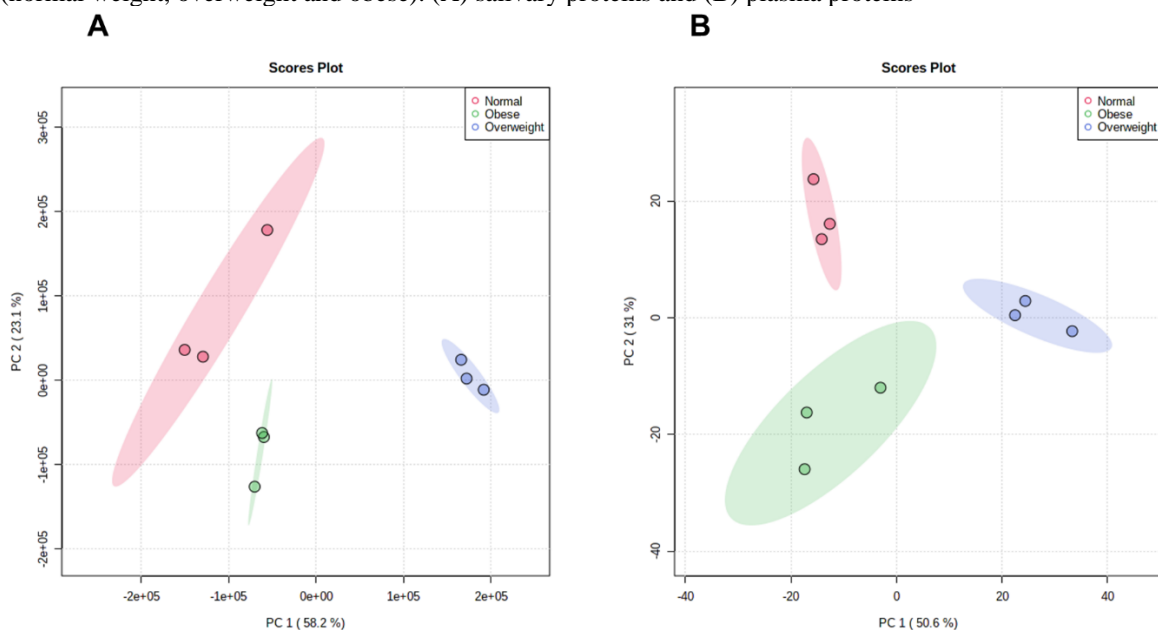 (normal weight, overweight and obese). (A) salivary proteins and (B) plasma proteins
A
Scores Plot
Normal
Obese
Overweight
3e+05
2e+05
1e+05
0e+00
-1e+05
-2e+05
PC 2 ( 23.1 %)
-2e+05 -1e+05 0e+00 1e+05 2e+05
PC 1 ( 58.2 %)
B
Scores Plot
Normal
Obese
Overweight
20
0
-20
-40
PC 2 ( 31 %)
-40 -20 0 20 40
PC 1 ( 50.6 %)